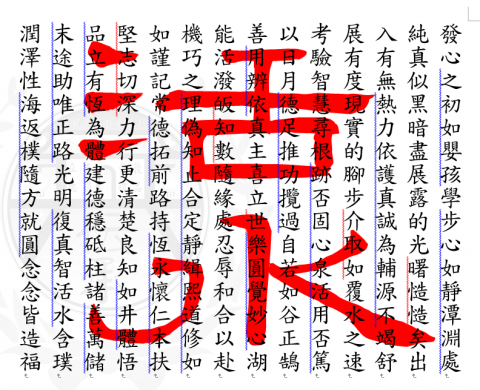 發心之初如嬰孩學步心如靜潭淵處
純真似黑暗盡展露的光曙慥慥矣出
入有無熱力依護真誠為輔源不竭舒
展有度現實的腳步介取如覆水之速
考驗智慧尋根跡否固心泉活用否篤
以日月德足推功攬過自若如谷正鵠
善用辨依真主喜立世樂圓覺妙心湖
能活潑皈知數隨緣處忍辱和合以赴
機巧之理偽知止合定靜緝熙道修如
如謹記常德拓前路持恆永懷仁本扶
堅志切深力行更清楚良知如井體悟
品立有恆為體建德穩砥柱諸善萬儲
末途助唯正路光明復真智活水含璞
潤澤性海返樸隨方就圓念念皆造福